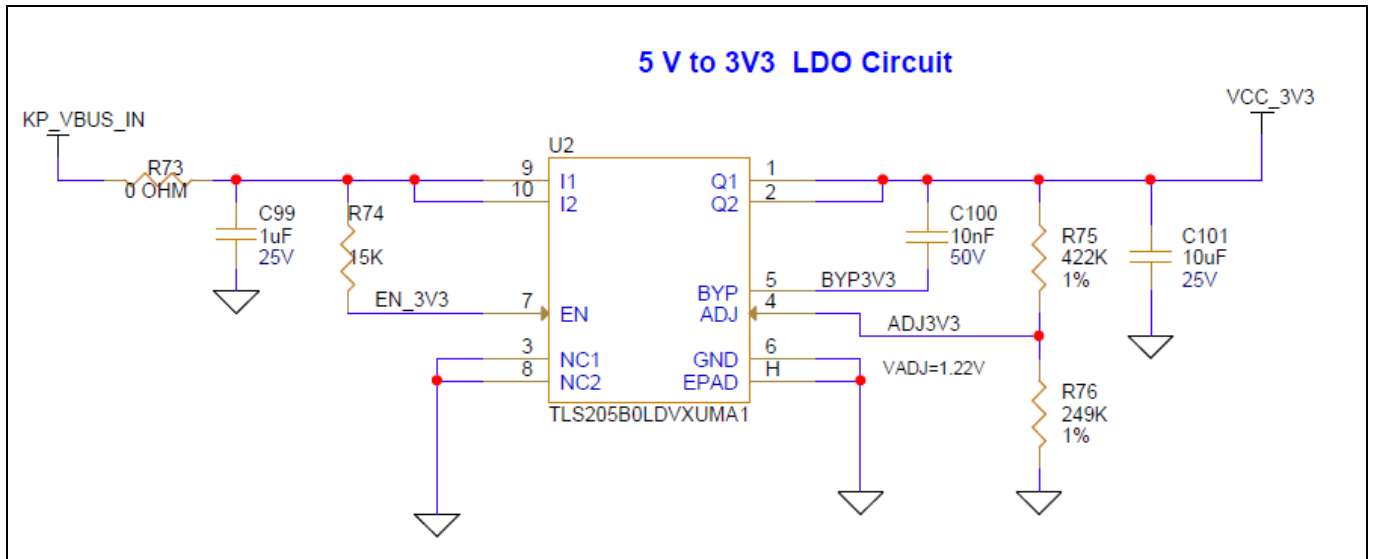 5 V to 3V3 LDO Circuit
KP_VBUS_IN
VCC_3V3
R73
0 OHM
U2
9
10
I1
I2
Q1
Q2
1
2
C99
1uF
25V
R74
15K
C100
10nF
50V
R75
422K
1%
C101
10uF
25V
EN_3V3
7
EN
BYP
ADJ
5
4
BYP3V3
ADJ3V3
3
8
NC1
NC2
GND
EPAD
6
H
VADJ=1.22V
R76
249K
1%
TLS205B0LDVXUMA1